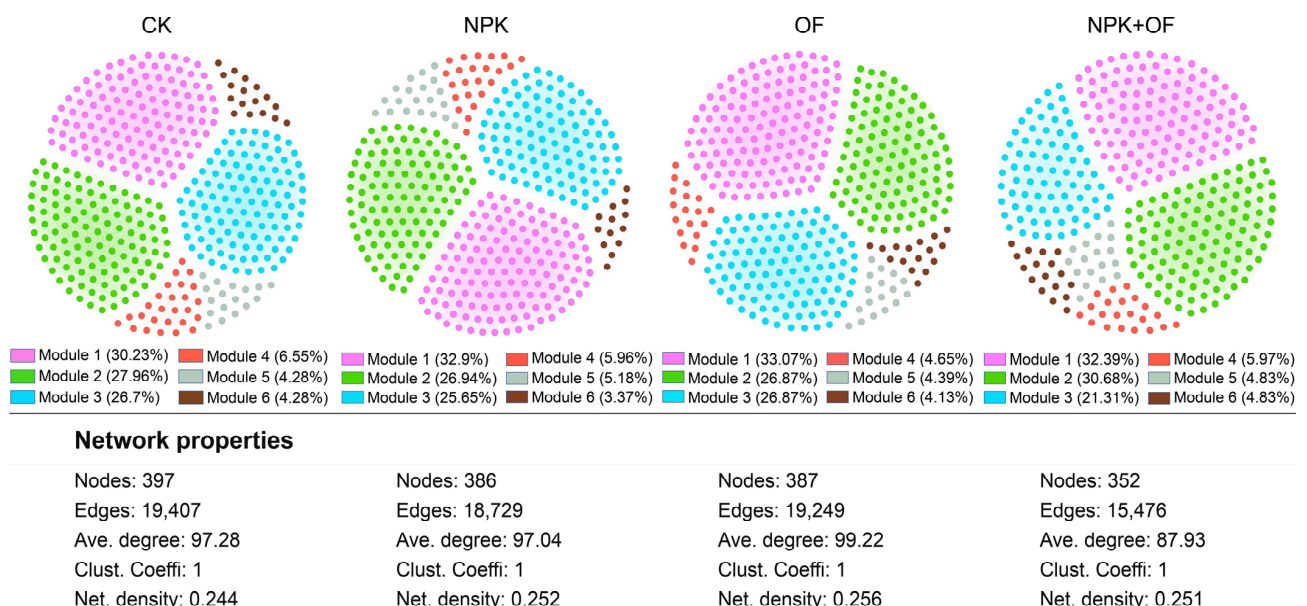 CK NPK OF NPK+OF
Module 1 (30.23%) Module 4 (6.55%) Module 1 (32.9%) Module 4 (5.96%) Module 1 (33.07%) Module 4 (4.65%) Module 1 (32.39%) Module 4 (5.97%)
Module 2 (27.96%) Module 5 (4.28%) Module 2 (26.94%) Module 5 (5.18%) Module 2 (26.87%) Module 5 (4.39%) Module 2 (30.68%) Module 5 (4.83%)
Module 3 (26.7%) Module 6 (4.28%) Module 3 (25.65%) Module 6 (3.37%) Module 3 (26.87%) Module 6 (4.13%) Module 3 (21.31%) Module 6 (4.83%)
Network properties
Nodes: 397 Nodes: 386 Nodes: 387 Nodes: 352
Edges: 19,407 Edges: 18,729 Edges: 19,249 Edges: 15,476
Ave. degree: 97.28 Ave. degree: 97.04 Ave. degree: 99.22 Ave. degree: 87.93
Clust. Coeffi: 1 Clust. Coeffi: 1 Clust. Coeffi: 1 Clust. Coeffi: 1
Net. density: 0.244 Net. density: 0.252 Net. density: 0.256 Net. density: 0.251